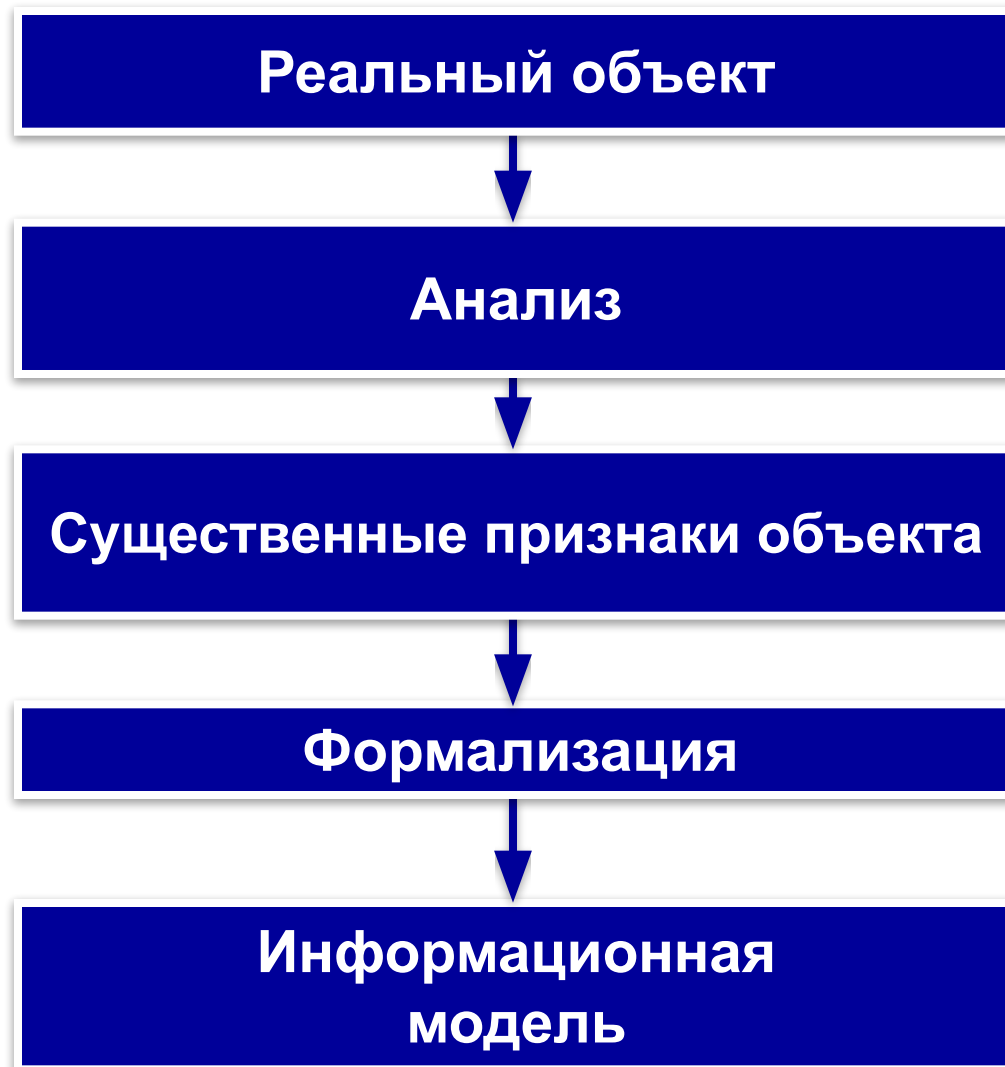 Реальный объект
Анализ
Существенные признаки объекта
Формализация
Информационная
модель